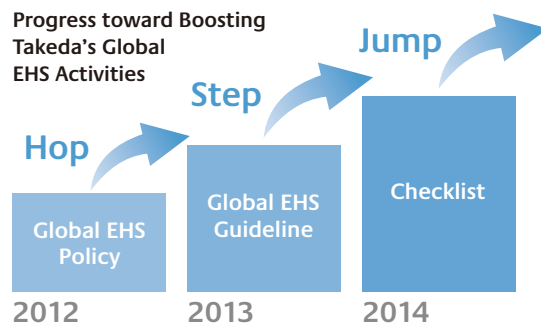 Progress toward Boosting
Takeda's Global
EHS Activities
Hop
Step
Jump
Global EHS
Policy
Global EHS
Guideline
Checklist
2012
2013
2014